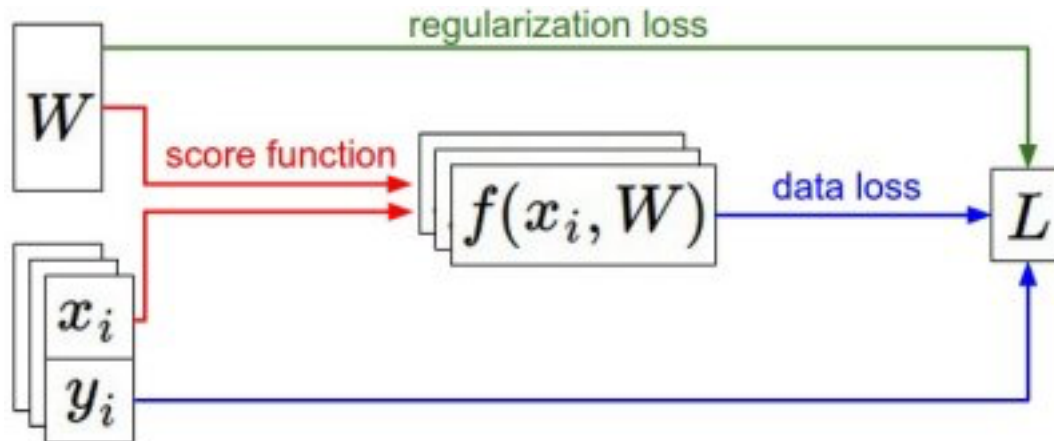 regularization loss
W
score function
f(x_i, W)
data loss
L
x_i
y_i